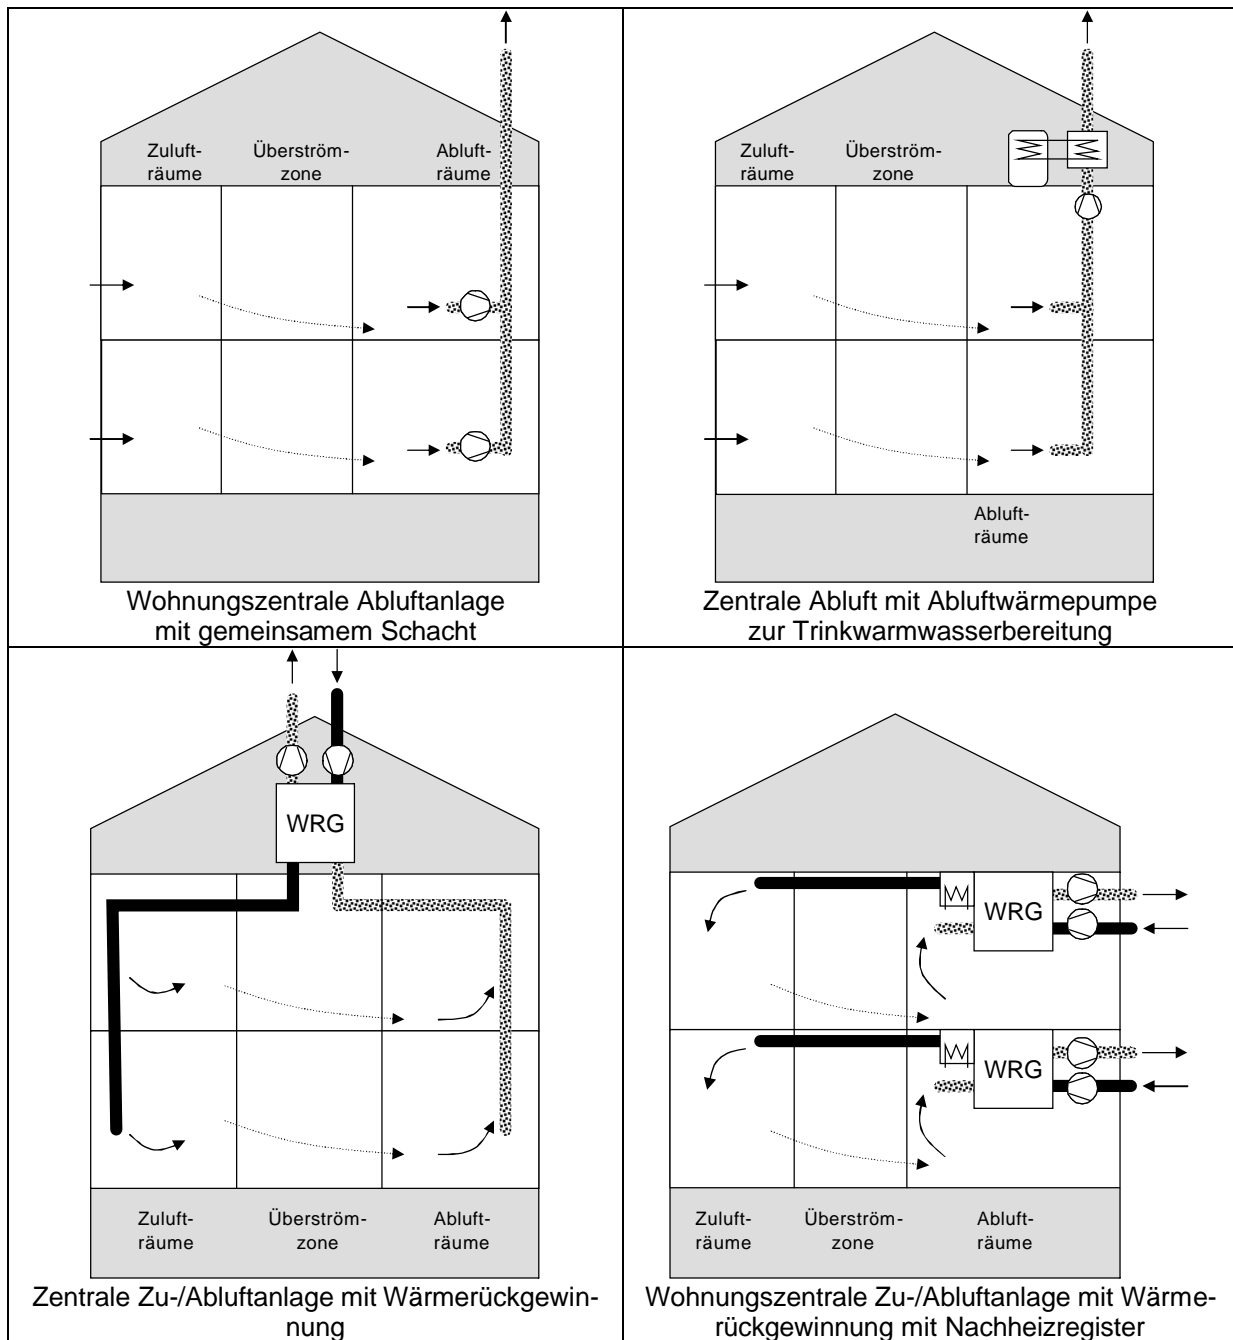 Zuluft-
räume
Überström-
zone
Abluft-
räume
Wohnungszentrale Abluftanlage
mit gemeinsamem Schacht
Zuluft-
räume
Überström-
zone
Abluft-
räume
Zentrale Abluft mit Abluftwärmepumpe
zur Trinkwarmwasserbereitung
WRG
Zuluft-
räume
Überström-
zone
Abluft-
räume
Zentrale Zu-/Abluftanlage mit Wärmerückgewin-
nung
WRG
WRG
Zuluft-
räume
Überström-
zone
Abluft-
räume
Wohnungszentrale Zu-/Abluftanlage mit Wärme-
rückgewinnung mit Nachheizregister